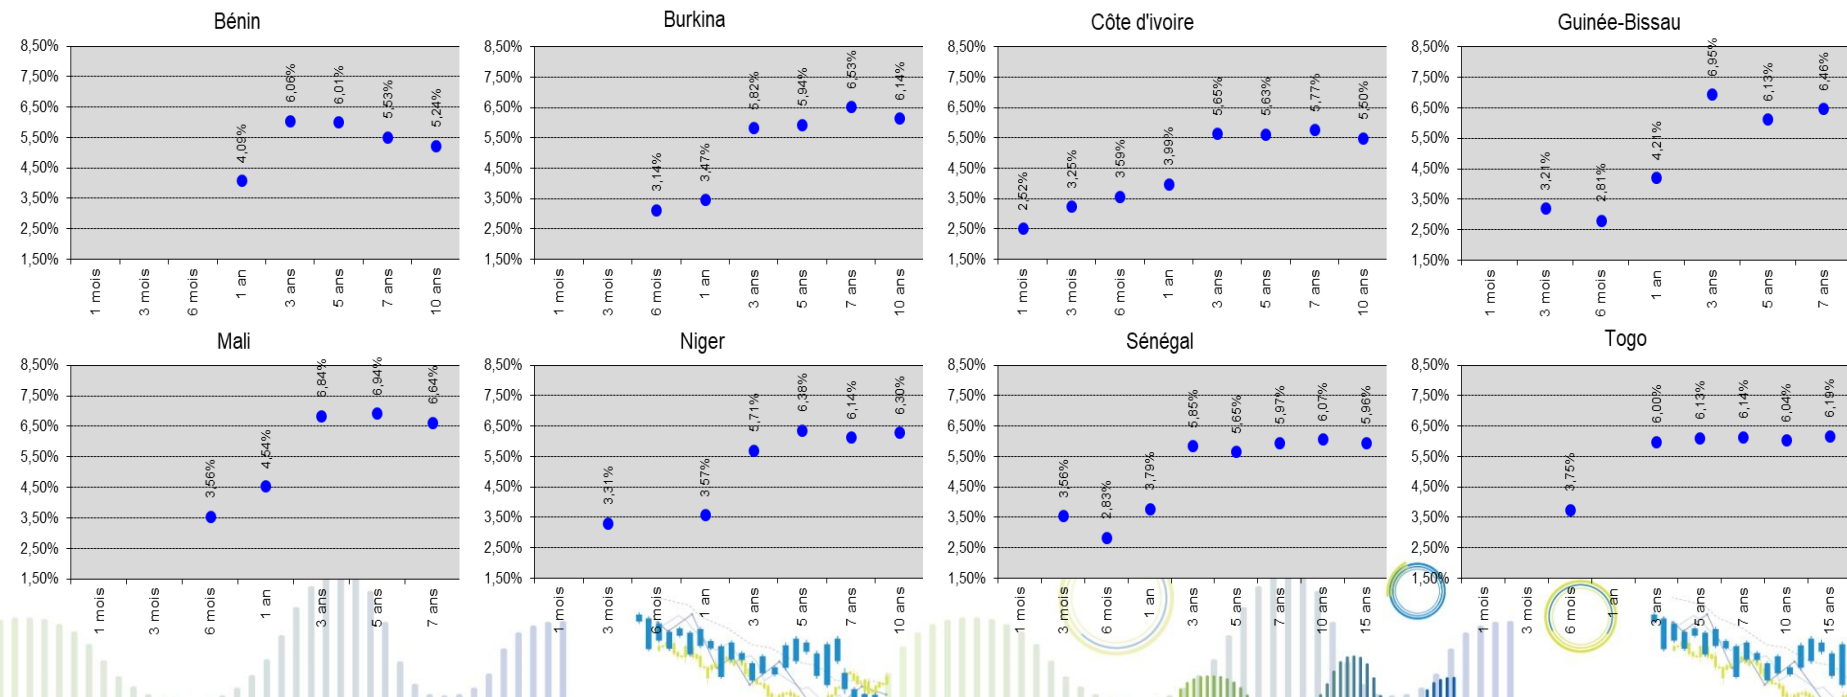 Bénin
8,50%
7,50%
6,50%
5,50%
4,50%
3,50%
2,50%
1,50%
4,09%
6,06%
6,01%
5,53%
5,24%
1 mois
3 mois
6 mois
1 an
3 ans
5 ans
7 ans
10 ans
Burkina
8,50%
7,50%
6,50%
5,50%
4,50%
3,50%
2,50%
1,50%
3,14%
3,47%
5,82%
5,94%
6,53%
6,14%
1 mois
3 mois
6 mois
1 an
3 ans
5 ans
7 ans
10 ans
Côte d'ivoire
8,50%
7,50%
6,50%
5,50%
4,50%
3,50%
2,50%
1,50%
2,52%
3,25%
3,59%
3,99%
5,65%
5,63%
5,77%
5,50%
1 mois
3 mois
6 mois
1 an
3 ans
5 ans
7 ans
10 ans
Guinée-Bissau
8,50%
7,50%
6,50%
5,50%
4,50%
3,50%
2,50%
1,50%
3,21%
2,81%
4,21%
6,95%
6,13%
6,46%
1 mois
3 mois
6 mois
1 an
3 ans
5 ans
7 ans
Mali
8,50%
7,50%
6,50%
5,50%
4,50%
3,50%
2,50%
1,50%
3,56%
4,54%
6,84%
6,94%
6,64%
1 mois
3 mois
6 mois
1 an
3 ans
5 ans
7 ans
Niger
8,50%
7,50%
6,50%
5,50%
4,50%
3,50%
2,50%
1,50%
3,31%
3,57%
5,71%
6,38%
6,14%
6,30%
1 mois
3 mois
6 mois
1 an
3 ans
5 ans
7 ans
10 ans
Sénégal
8,50%
7,50%
6,50%
5,50%
4,50%
3,50%
2,50%
1,50%
3,56%
2,83%
3,79%
5,85%
5,65%
5,97%
6,07%
5,96%
1 mois
3 mois
6 mois
1 an
3 ans
5 ans
7 ans
10 ans
15 ans
Togo
8,50%
7,50%
6,50%
5,50%
4,50%
3,50%
2,50%
1,50%
3,75%
6,00%
6,13%
6,14%
6,04%
6,19%
1 mois
3 mois
6 mois
1 an
3 ans
5 ans
7 ans
10 ans
15 ans